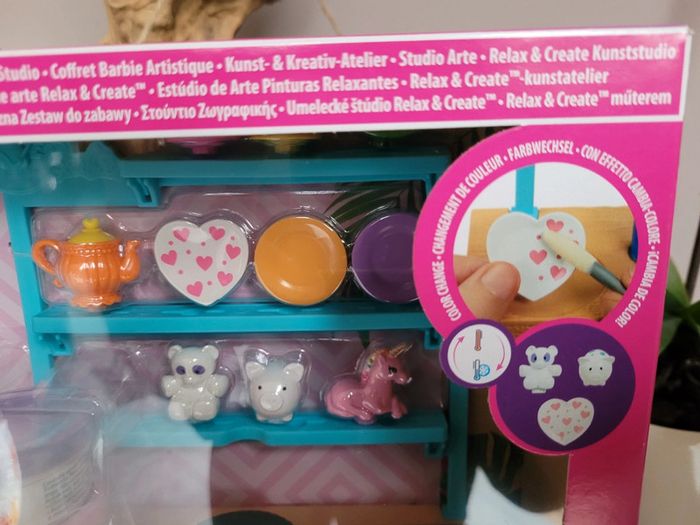 Studio • Coffret Barbie Artistique • Kunst- & Kreativ-Atelier • Studio Arte • Relax & Create Kunststudio
e arte Relax & Create™ • Estúdio de Arte Pinturas Relaxantes • Relax & Create™-kunstatelier
zna Zestaw do zabawy • Στούντιο Ζωγραφικής • Umelecké štúdio Relax & Create™ • Relax & Create™ műterem
COLOR CHANGE • CHANGEMENT DE COULEUR • FARBWECHSEL • CON EFFETTO CAMBIA-COLORE • ¡CAMBIA DE COLOR!